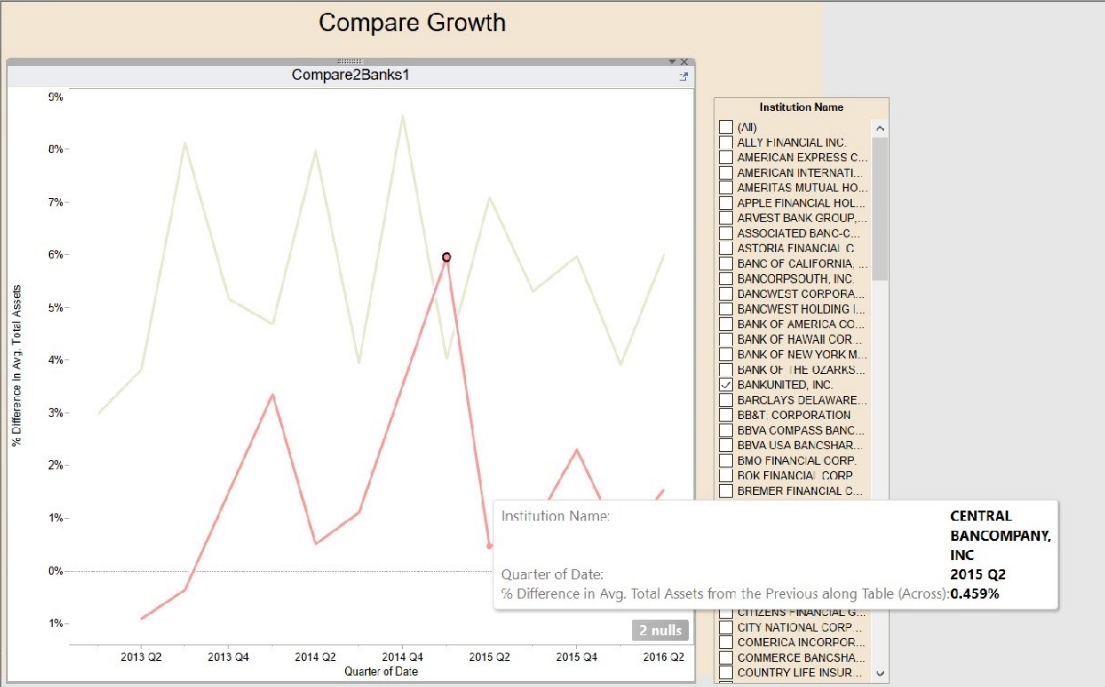 Compare Growth
Compare2Banks1
9%
8%
7%
6%
5%
4%
3%
2%
1%
0%
1%
% Difference in Avg. Total Assets
2013 Q2
2013 Q4
2014 Q2
2014 Q4
2015 Q2
2015 Q4
2016 Q2
Quarter of Date
2 nulls
Institution Name
(All)
ALLY FINANCIAL INC.
AMERICAN EXPRESS C...
AMERICAN INTERNATI...
AMERITAS MUTUAL HO...
APPLE FINANCIAL HOL...
ARVEST BANK GROUP,...
ASSOCIATED BANC-C...
ASTORIA FINANCIAL C...
BANC OF CALIFORNIA, ...
BANCORPSOUTH, INC.
BANCWEST CORPORA...
BANCWEST HOLDING I...
BANK OF AMERICA CO...
BANK OF HAWAII COR...
BANK OF NEW YORK M...
BANK OF THE OZARKS...
BANKUNITED, INC.
BARCLAYS DELAWARE...
BB&T CORPORATION
BBVA COMPASS BANC...
BBVA USA BANCSHAR...
BMO FINANCIAL CORP.
BOK FINANCIAL CORP
BREMER FINANCIAL C...
Institution Name:
CENTRAL
BANCOMPANY,
INC
Quarter of Date:
2015 Q2
% Difference in Avg. Total Assets from the Previous along Table (Across):
0.459%
CITIZENS FINANCIAL G...
CITY NATIONAL CORP...
COMERICA INCORPOR...
COMMERCE BANCSHA...
COUNTRY LIFE INSUR...